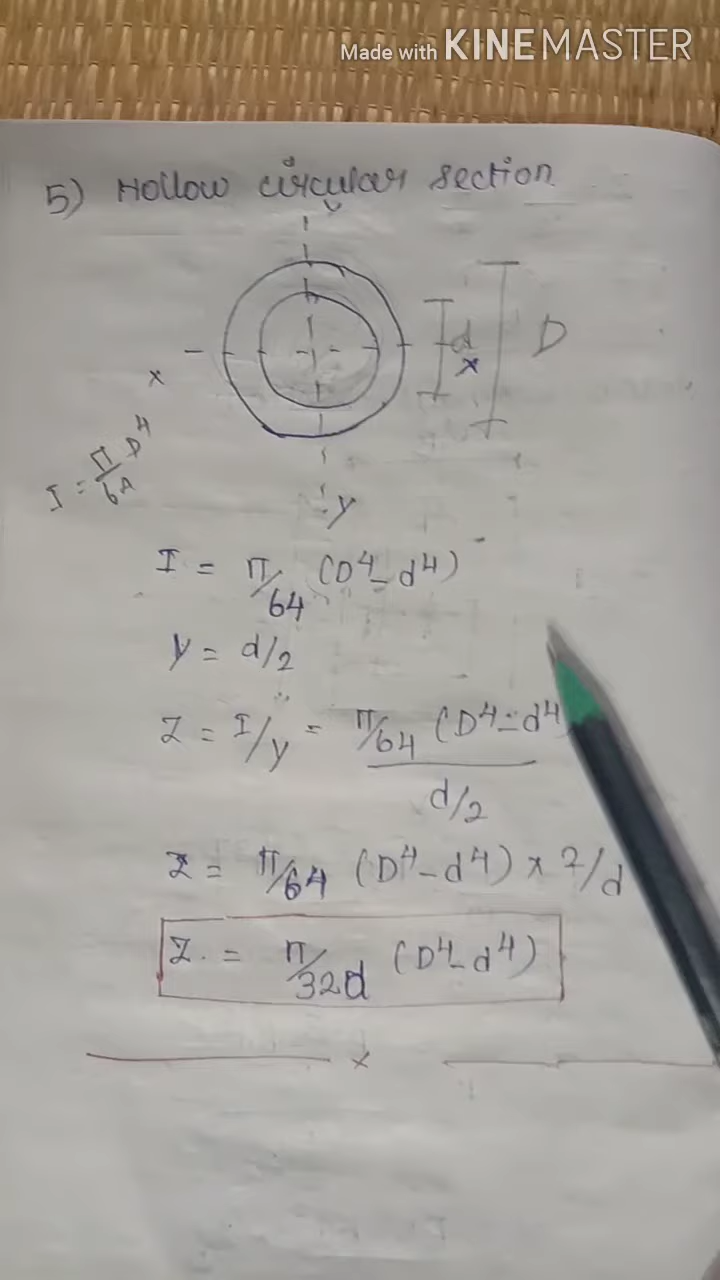 Made with KINEMASTER
5) Hollow circular section
y
d
D
x
x
I = π/64 D⁴
y
I = π/64 (D⁴-d⁴)
y = d/2
Z = I/y = π/64 (D⁴-d⁴)
d/2
Z = π/64 (D⁴-d⁴) x 2/d
Z. = π/32d (D⁴-d⁴)
x